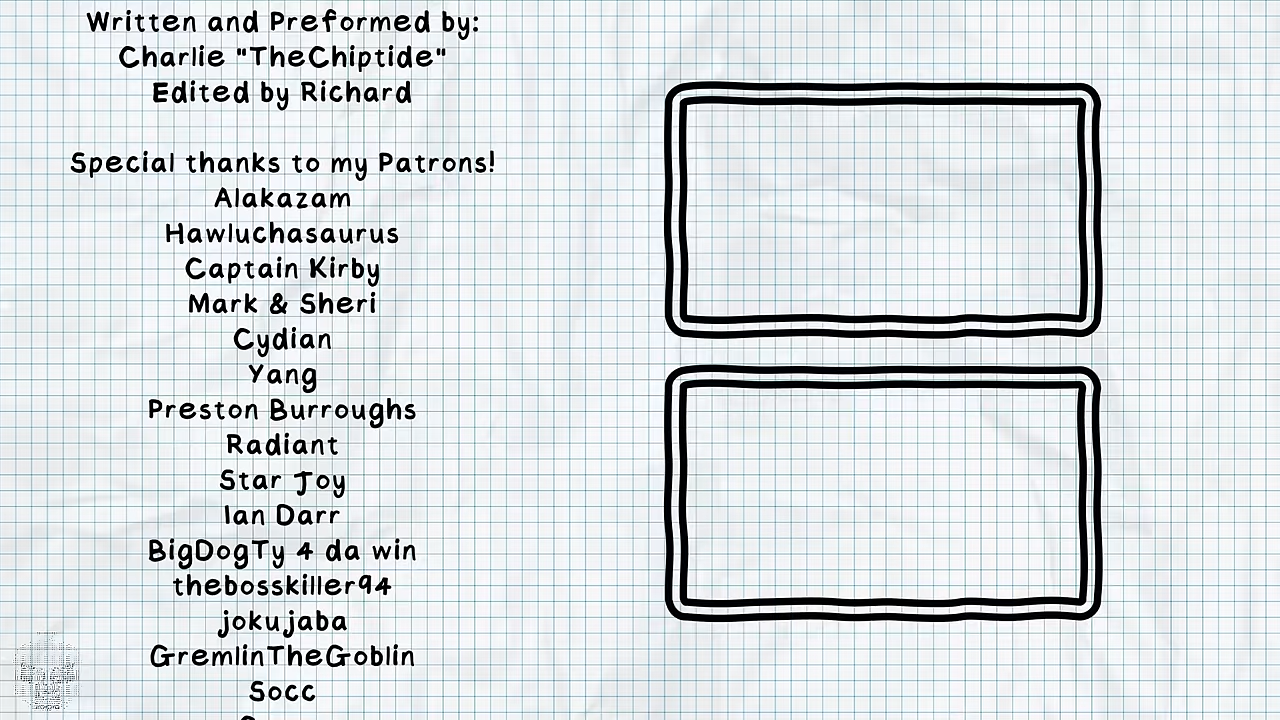 Written and Preformed by:
Charlie "TheChiptide"
Edited by Richard
Special thanks to my Patrons!
Alakazam
Hawluchasaurus
Captain Kirby
Mark & Sheri
Cydian
Yang
Preston Burroughs
Radiant
Star Joy
Ian Darr
BigDogTy 4 da win
thebosskiller94
jokujaba
GremlinTheGoblin
Socc